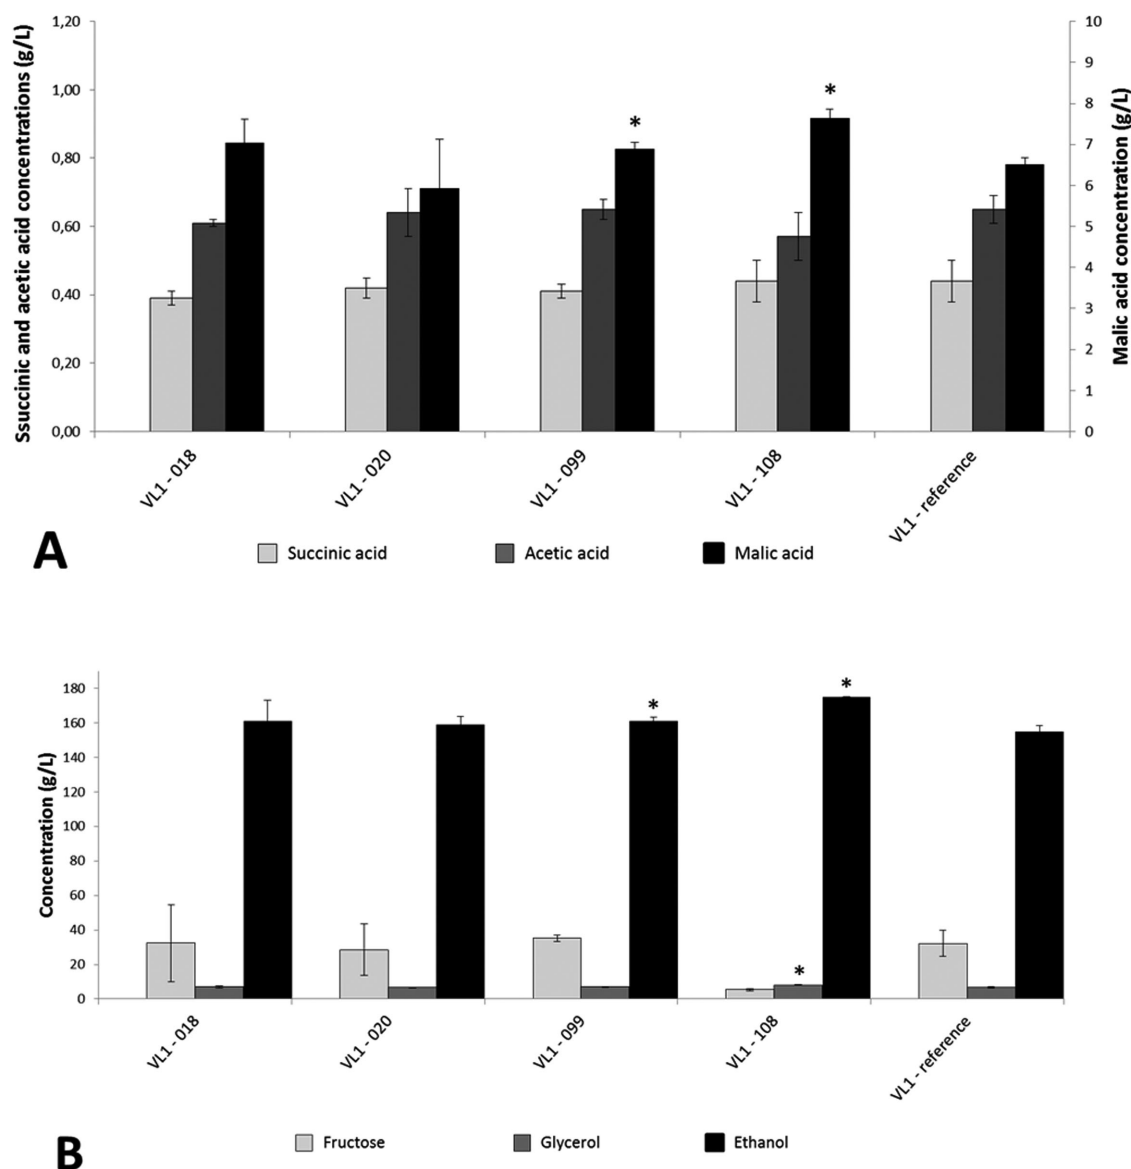 Ssuccinic and acetic acid concentrations (g/L)
1,20
1,00
0,80
0,60
0,40
0,20
0,00
*
*
10
9
8
7
6
5
4
3
2
1
0
Malic acid concentration (g/L)
VL1 - 018
VL1 - 020
VL1 - 099
VL1 - 108
VL1 - reference
A
Succinic acid
Acetic acid
Malic acid
Concentration (g/L)
180
160
140
120
100
80
60
40
20
0
*
*
*
VL1 - 018
VL1 - 020
VL1 - 099
VL1 - 108
VL1 - reference
B
Fructose
Glycerol
Ethanol